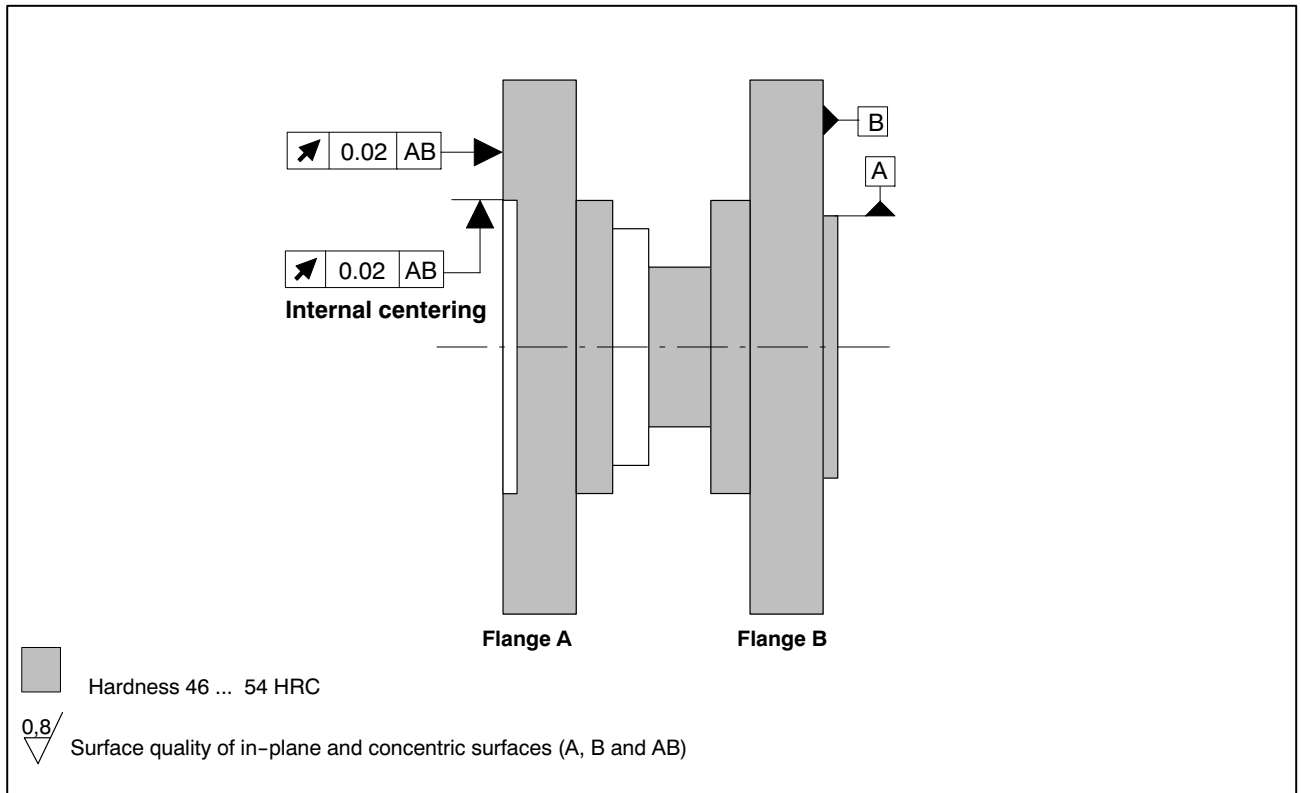 B
0.02 AB
A
0.02 AB
Internal centering
Flange A
Flange B
Hardness 46 ... 54 HRC
0,8
Surface quality of in-plane and concentric surfaces (A, B and AB)